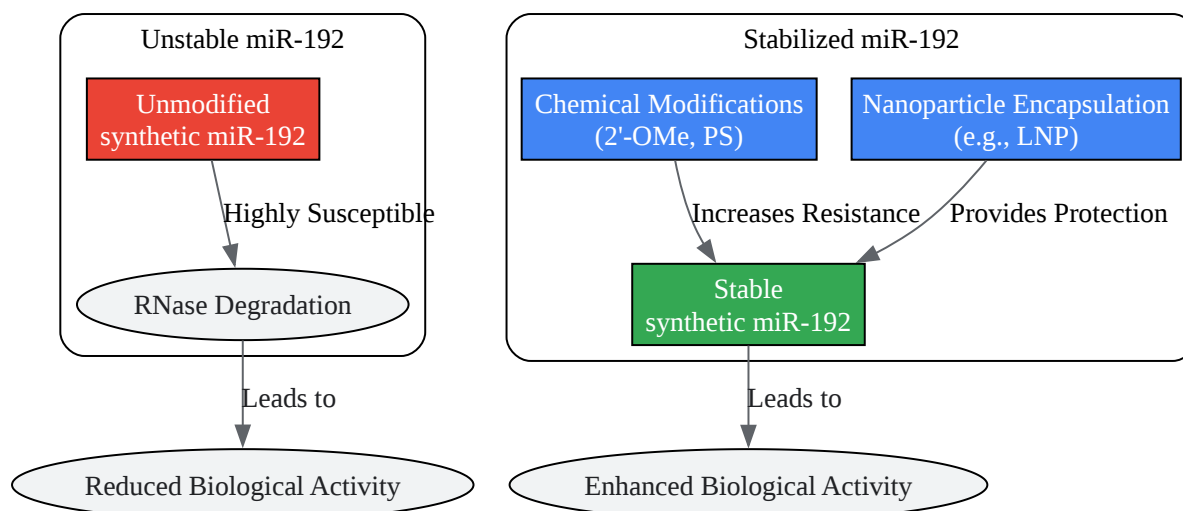 Unstable miR-192
Unmodified
synthetic miR-192
Highly Susceptible
RNase Degradation
Leads to
Reduced Biological Activity
Stabilized miR-192
Chemical Modifications
(2'-OMe, PS)
Nanoparticle Encapsulation
(e.g., LNP)
Increases Resistance
Provides Protection
Stable
synthetic miR-192
Leads to
Enhanced Biological Activity